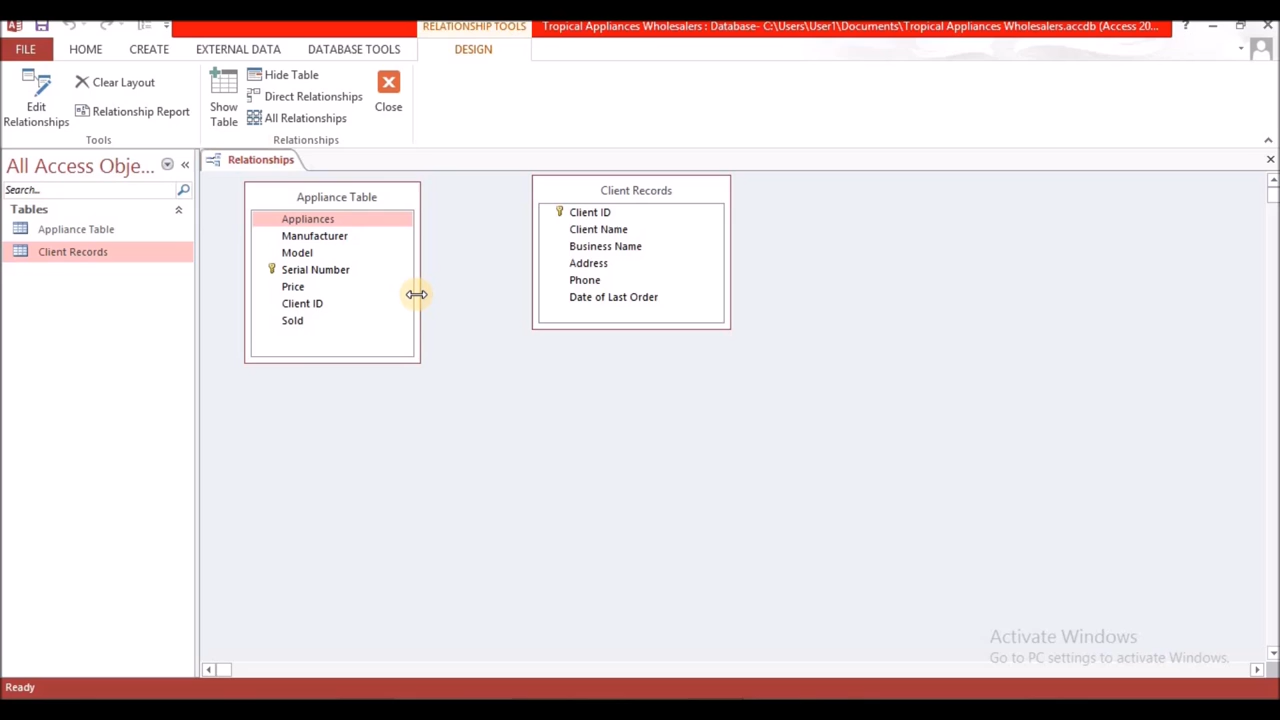 RELATIONSHIP TOOLS
Tropical Appliances Wholesalers : Database- C:\Users\User1\Documents\Tropical Appliances Wholesalers.accdb (Access 20...
?
FILE
HOME
CREATE
EXTERNAL DATA
DATABASE TOOLS
DESIGN
Edit
Relationships
Clear Layout
Relationship Report
Tools
Show
Table
Hide Table
Direct Relationships
All Relationships
Close
Relationships
All Access Obje...
Search...
Tables
Appliance Table
Client Records
Relationships
Appliance Table
Appliances
Manufacturer
Model
Serial Number
Price
Client ID
Sold
Client Records
Client ID
Client Name
Business Name
Address
Phone
Date of Last Order
Activate Windows
Go to PC settings to activate Windows.
Ready